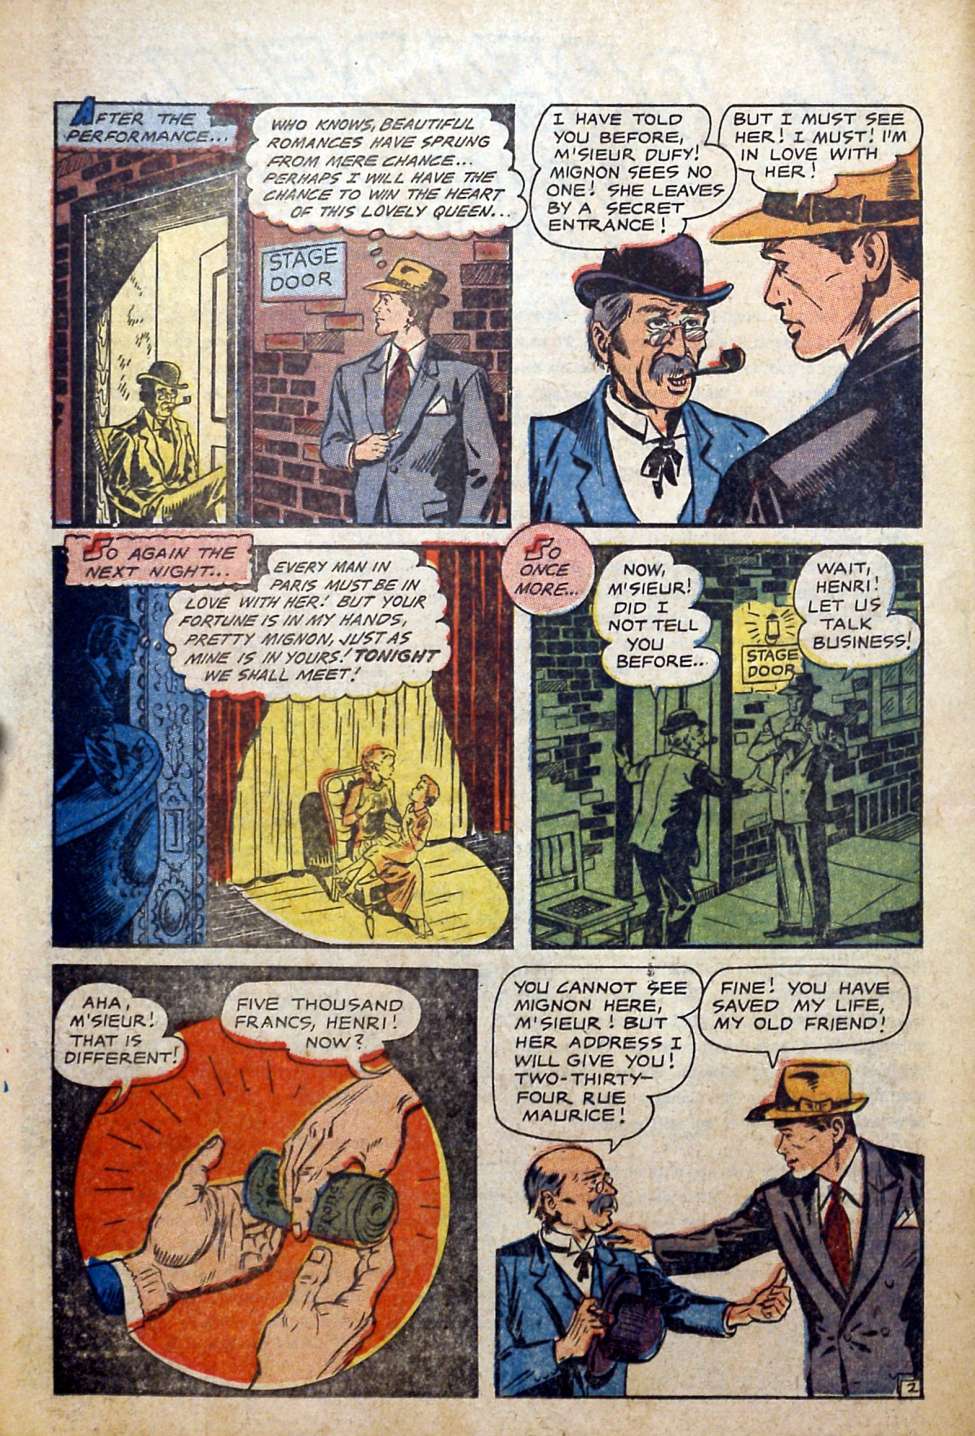 AFTER THE
PERFORMANCE...
WHO KNOWS, BEAUTIFUL
ROMANCES HAVE SPRUNG
FROM MERE CHANCE...
PERHAPS I WILL HAVE THE
CHANCE TO WIN THE HEART
OF THIS LOVELY QUEEN...
STAGE
DOOR
I HAVE TOLD
YOU BEFORE,
M'SIEUR DUFY!
MIGNON SEES NO
ONE! SHE LEAVES
BY A SECRET
ENTRANCE!
BUT I MUST SEE
HER! I MUST! I'M
IN LOVE WITH
HER!
SO AGAIN THE
NEXT NIGHT...
EVERY MAN IN
PARIS MUST BE IN
LOVE WITH HER! BUT YOUR
FORTUNE IS IN MY HANDS,
PRETTY MIGNON, JUST AS
MINE IS IN YOURS! TONIGHT
WE SHALL MEET!
SO
ONCE
MORE...
NOW,
M'SIEUR!
DID I
NOT TELL
YOU
BEFORE...
WAIT,
HENRI!
LET US
TALK
BUSINESS!
STAGE
DOOR
AHA,
M'SIEUR!
THAT IS
DIFFERENT!
FIVE THOUSAND
FRANCS, HENRI!
NOW?
YOU CANNOT SEE
MIGNON HERE,
M'SIEUR! BUT
HER ADDRESS I
WILL GIVE YOU!
TWO-THIRTY-
FOUR RUE
MAURICE!
FINE! YOU HAVE
SAVED MY LIFE,
MY OLD FRIEND!
2